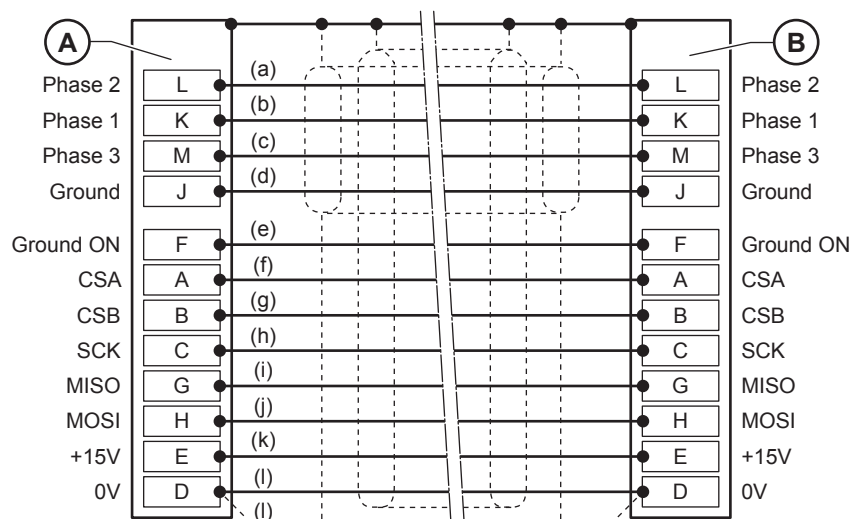 A B
Phase 2 L (a) L Phase 2
Phase 1 K (b) K Phase 1
Phase 3 M (c) M Phase 3
Ground J (d) J Ground
Ground ON F (e) F Ground ON
CSA A (f) A CSA
CSB B (g) B CSB
SCK C (h) C SCK
MISO G (i) G MISO
MOSI H (j) H MOSI
+15V E (k) E +15V
0V D (l) D 0V
(l)